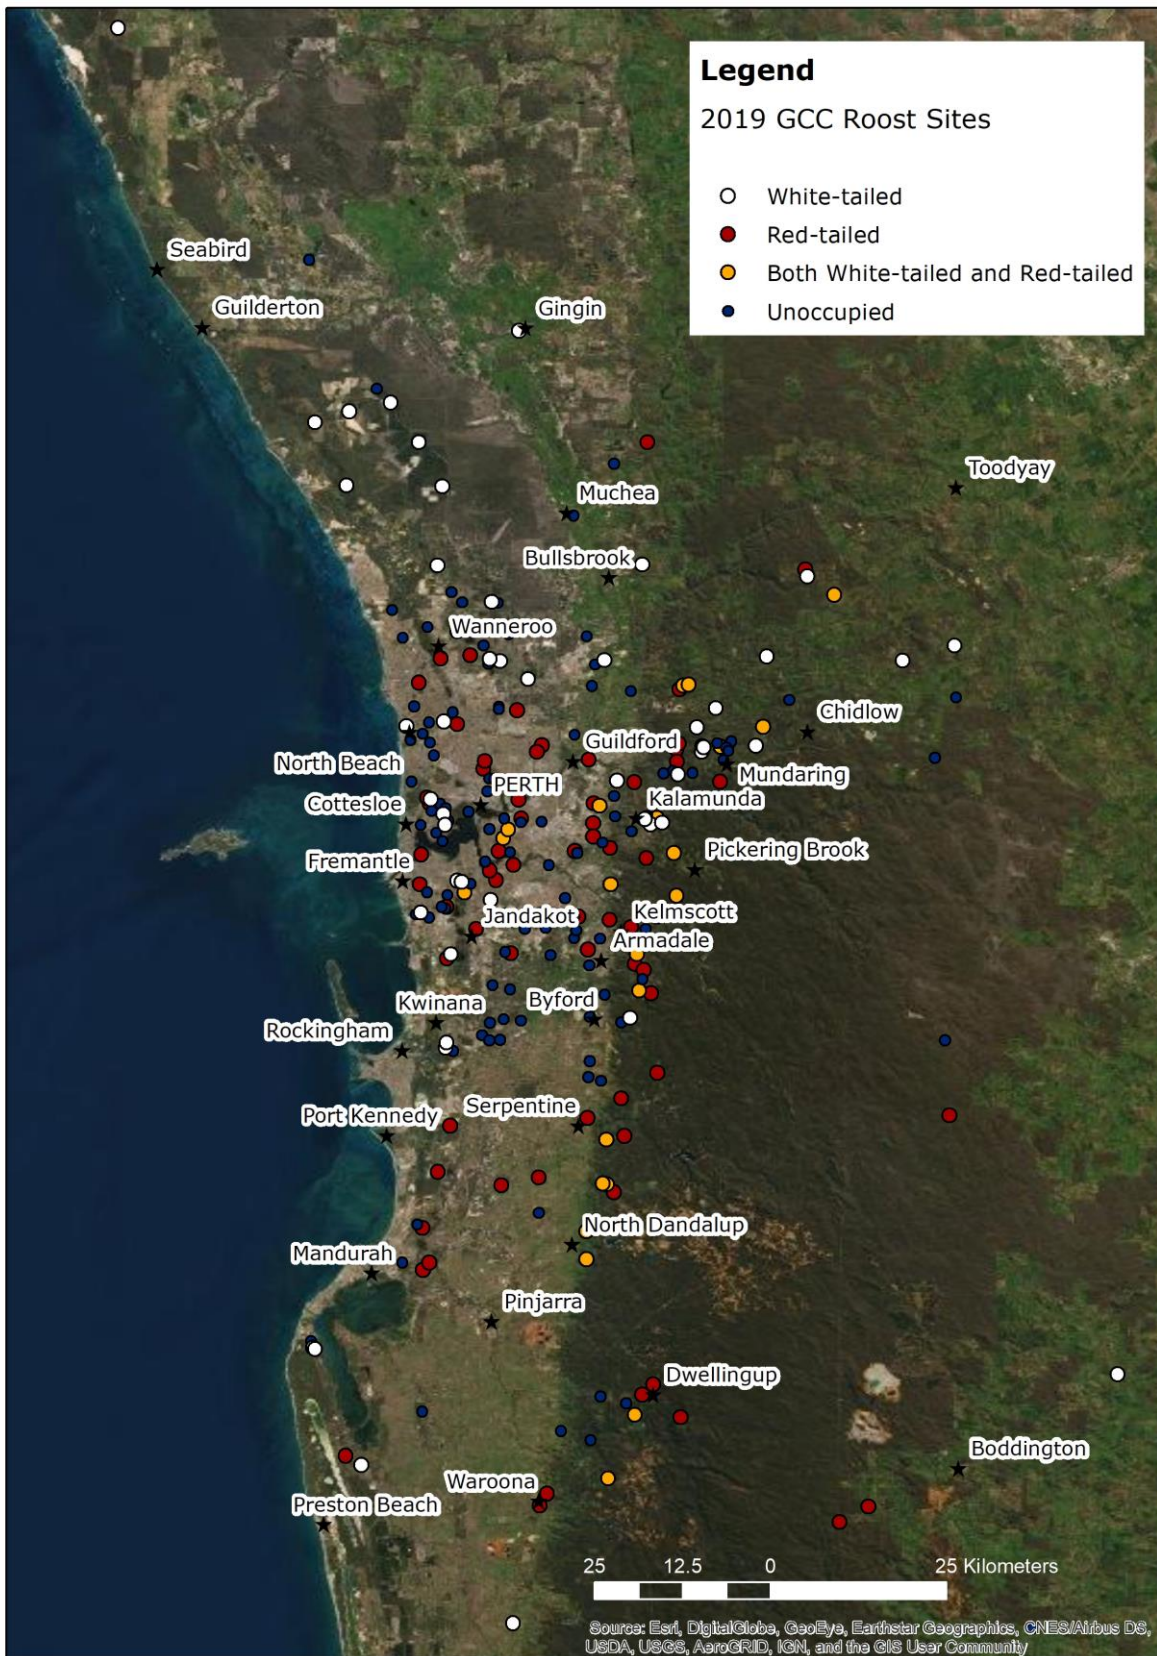 Legend
2019 GCC Roost Sites
White-tailed
Red-tailed
Both White-tailed and Red-tailed
Unoccupied
Seabird
Guilderton
Gingin
Toodyay
Muchea
Bullsbrook
Wanneroo
Chidlow
North Beach
Guildford
Mundaring
PERTH
Cottesloe
Kalamunda
Fremantle
Pickering Brook
Jandakot
Kelmscott
Armadale
Kwinana
Byford
Rockingham
Port Kennedy
Serpentine
North Dandalup
Mandurah
Pinjarra
Dwellingup
Boddington
Waroona
Preston Beach
25 12.5 0 25 Kilometers
Source: Esri, DigitalGlobe, GeoEye, Earthstar Geographics, CNES/Airbus DS,
USDA, USGS, AeroGRID, IGN, and the GIS User Community